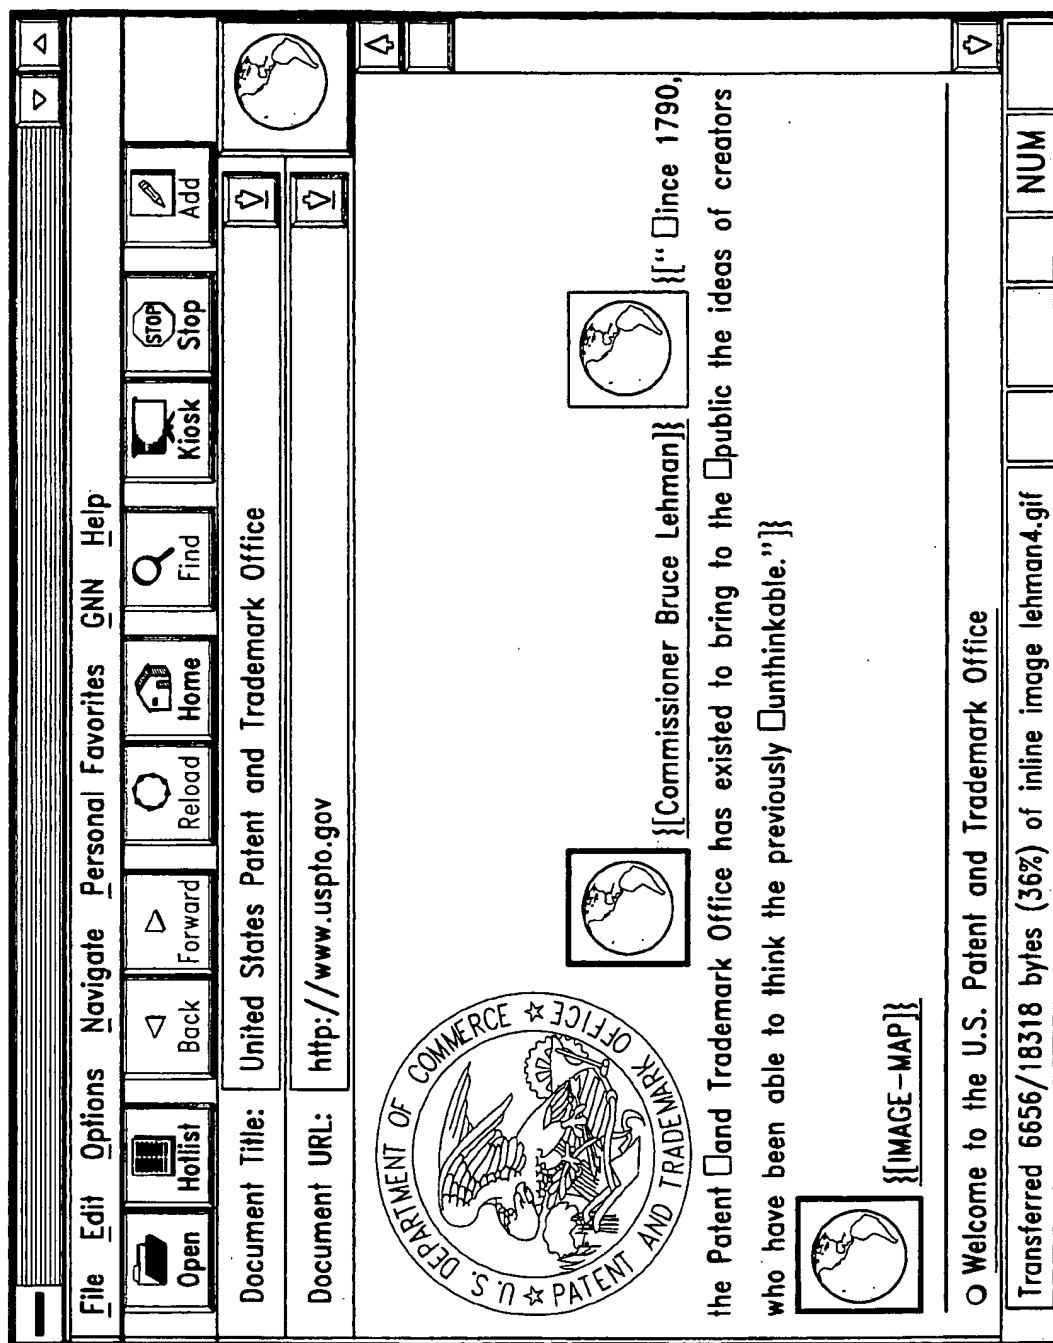 File Edit Options Navigate Personal Favorites GNN Help
Open Hotlist Back Forward Reload Home Find Kiosk STOP Stop Add
Document Title: United States Patent and Trademark Office
Document URL: http://www.uspto.gov
U.S. DEPARTMENT OF COMMERCE ☆ PATENT AND TRADEMARK OFFICE ☆
}[Commissioner Bruce Lehman]} }[“ □ince 1790,
the Patent □and Trademark Office has existed to bring to the □public the ideas of creators
who have been able to think the previously □unthinkable.”]}
}[IMAGE-MAP]}
○ Welcome to the U.S. Patent and Trademark Office
Transferred 6656/18318 bytes (36%) of inline image lehman4.gif NUM